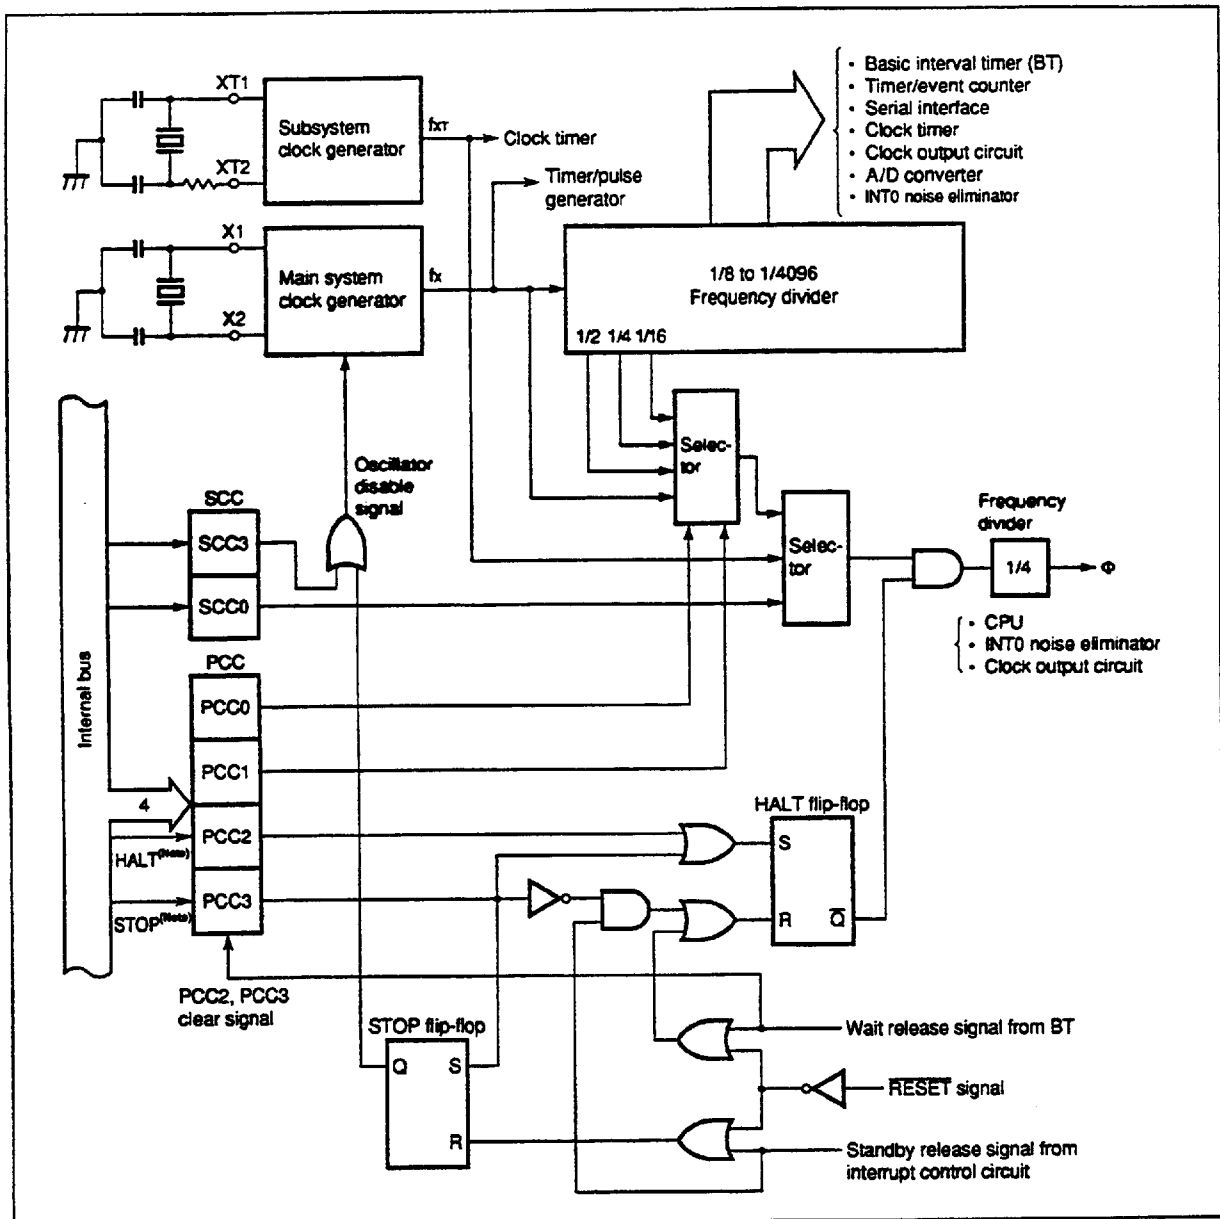 XT1
XT2
Subsystem
clock generator
fXT
Clock timer
Timer/pulse
generator
• Basic interval timer (BT)
• Timer/event counter
• Serial interface
• Clock timer
• Clock output circuit
• A/D converter
• INT0 noise eliminator
X1
X2
Main system
clock generator
fX
1/8 to 1/4096
Frequency divider
1/2 1/4 1/16
Oscillator
disable
signal
Selec-
tor
Selec-
tor
Frequency
divider
1/4
Φ
• CPU
• INT0 noise eliminator
• Clock output circuit
SCC
SCC3
SCC0
PCC
PCC0
PCC1
PCC2
PCC3
Internal bus
4
HALT(Note)
STOP(Note)
PCC2, PCC3
clear signal
HALT flip-flop
S
R
Q̅
STOP flip-flop
Q
S
R
Wait release signal from BT
R̅E̅S̅E̅T̅ signal
Standby release signal from
interrupt control circuit